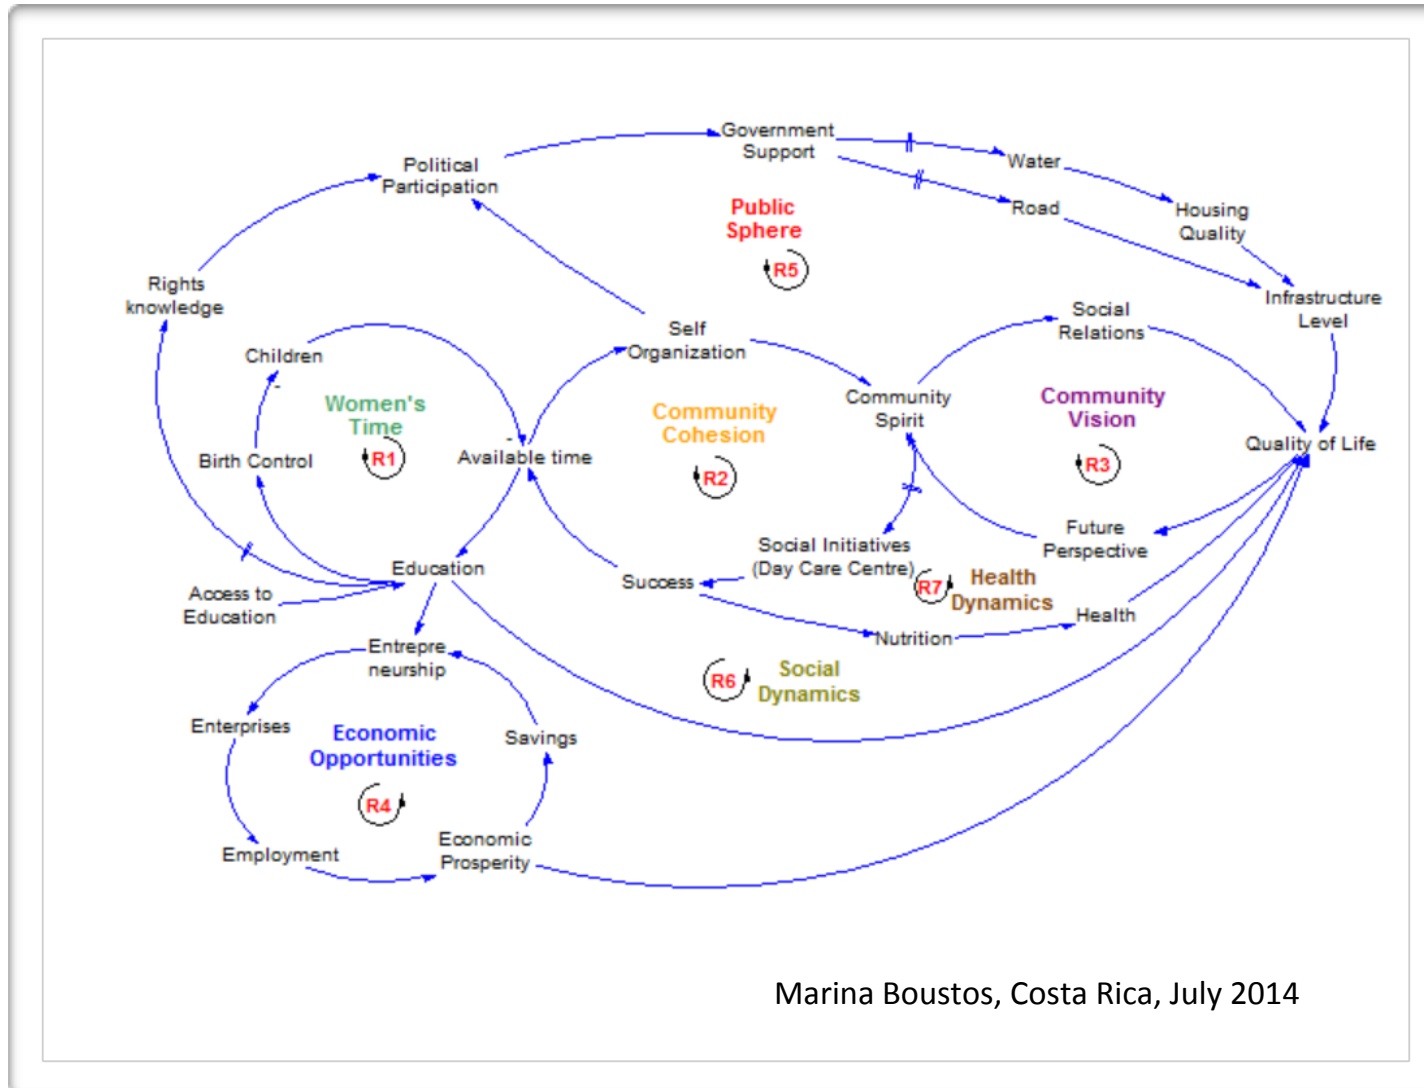 Government
Support
Political
Participation
Water
Road
Housing
Quality
Public
Sphere
R5
Rights
knowledge
Infrastructure
Level
Social
Relations
Self
Organization
Children
-
Women's
Time
R1
Community
Cohesion
R2
Community
Spirit
Community
Vision
R3
-
Available time
Birth Control
Quality of Life
Future
Perspective
Social Initiatives
(Day Care Centre)
Education
Success
R7
Health
Dynamics
Access to
Education
Health
Nutrition
Entrepre
neurship
R6
Social
Dynamics
Enterprises
Economic
Opportunities
R4
Savings
Employment
Economic
Prosperity
Marina Boustos, Costa Rica, July 2014